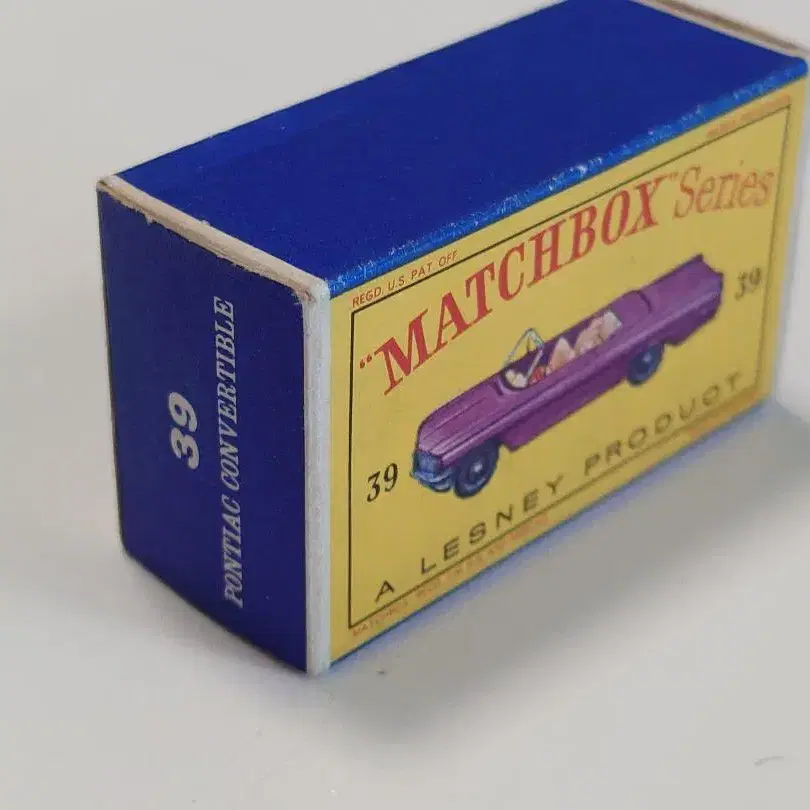 39
PONTIAC CONVERTIBLE
REGD. U.S. PAT. OFF.
"MATCHBOX" Series
39
39
A LESNEY PRODUCT